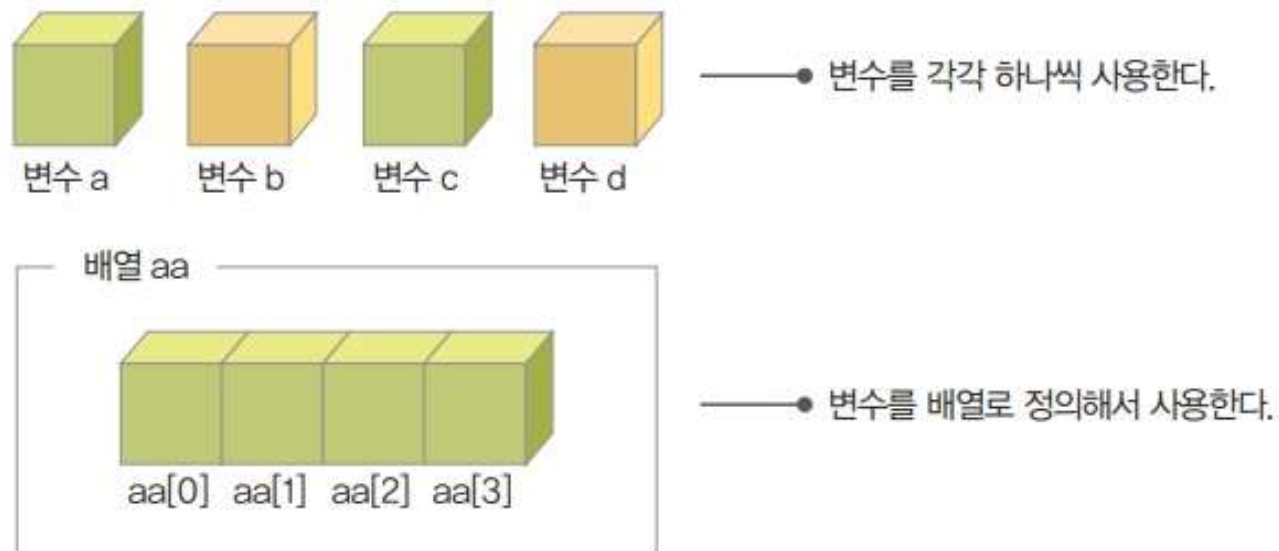 변수를 각각 하나씩 사용한다.
변수 a 변수 b 변수 c 변수 d
배열 aa
변수를 배열로 정의해서 사용한다.
aa[0] aa[1] aa[2] aa[3]